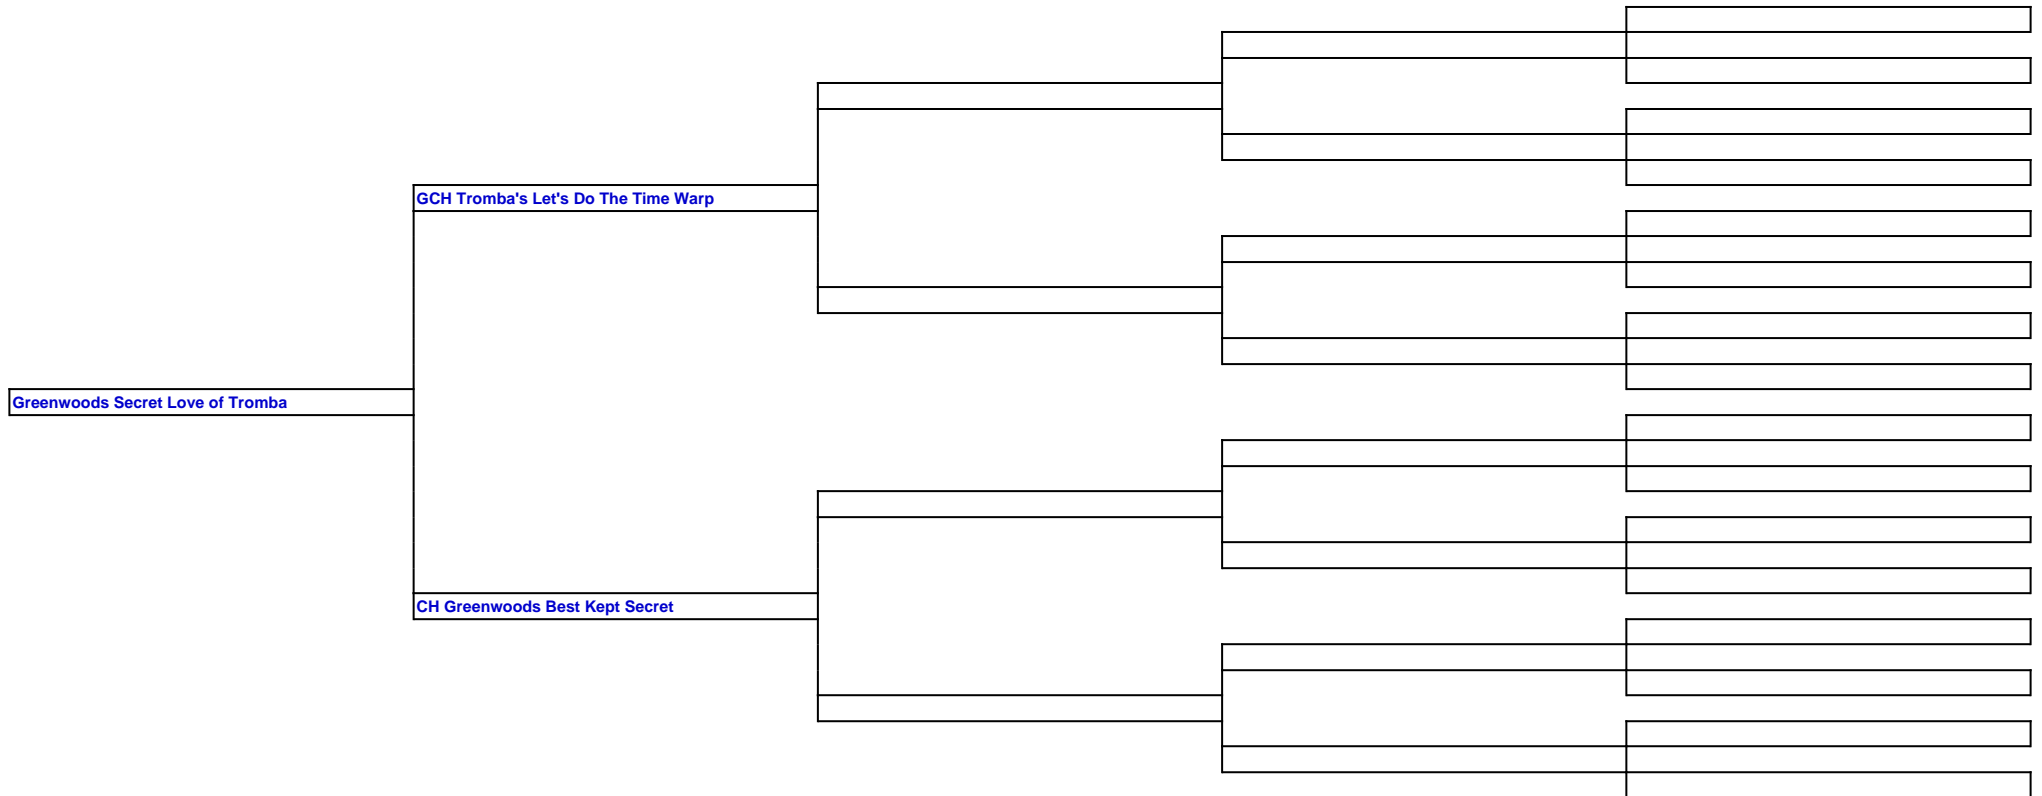 GCH Tromba's Let's Do The Time Warp
Greenwoods Secret Love of Tromba
CH Greenwoods Best Kept Secret